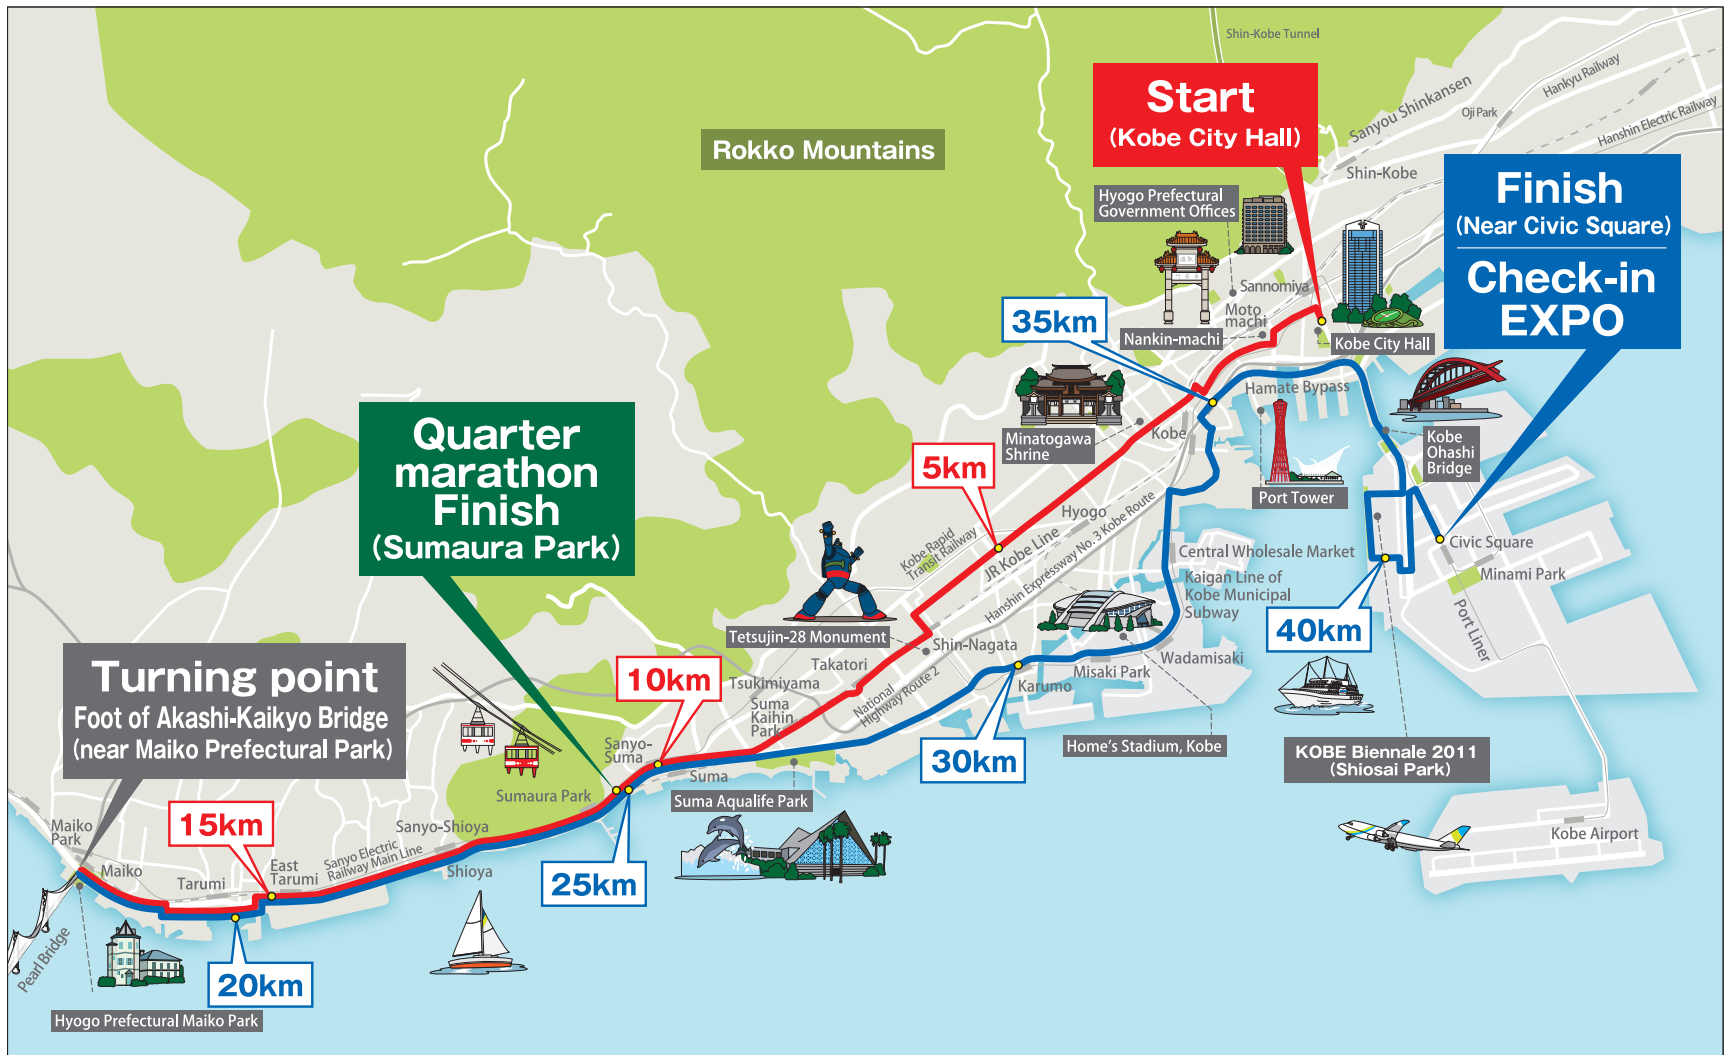 Shin-Kobe Tunnel
Start
(Kobe City Hall)
Sanyou Shinkansen
Oji Park
Hankyu Railway
Hanshin Electric Railway
Rokko Mountains
Shin-Kobe
Finish
(Near Civic Square)
Check-in
EXPO
Hyogo Prefectural
Government Offices
Sannomiya
Moto
machi
Nankin-machi
Kobe City Hall
35km
Hamate Bypass
Minatogawa
Shrine
Kobe
Kobe
Ohashi
Bridge
Port Tower
Quarter
marathon
Finish
(Sumaura Park)
5km
Hyogo
Kobe Rapid
Transit Railway
JR Kobe Line
Hanshin Expressway No. 3 Kobe Route
Central Wholesale Market
Kaigan Line of
Kobe Municipal
Subway
Civic Square
Minami Park
Port Liner
40km
Tetsujin-28 Monument
Shin-Nagata
Takatori
Tsukimiyama
Suma
Kaihin
Park
National
Highway Route 2
Karumo
Misaki Park
Wadamisaki
Home's Stadium, Kobe
30km
KOBE Biennale 2011
(Shiosai Park)
Kobe Airport
Turning point
Foot of Akashi-Kaikyo Bridge
(near Maiko Prefectural Park)
10km
Sanyo-
Suma
Suma
Sumaura Park
Suma Aqualife Park
25km
15km
Sanyo-Shioya
Shioya
Sanyo Electric
Railway Main Line
East
Tarumi
Tarumi
Maiko
Park
Maiko
Pearl Bridge
20km
Hyogo Prefectural Maiko Park